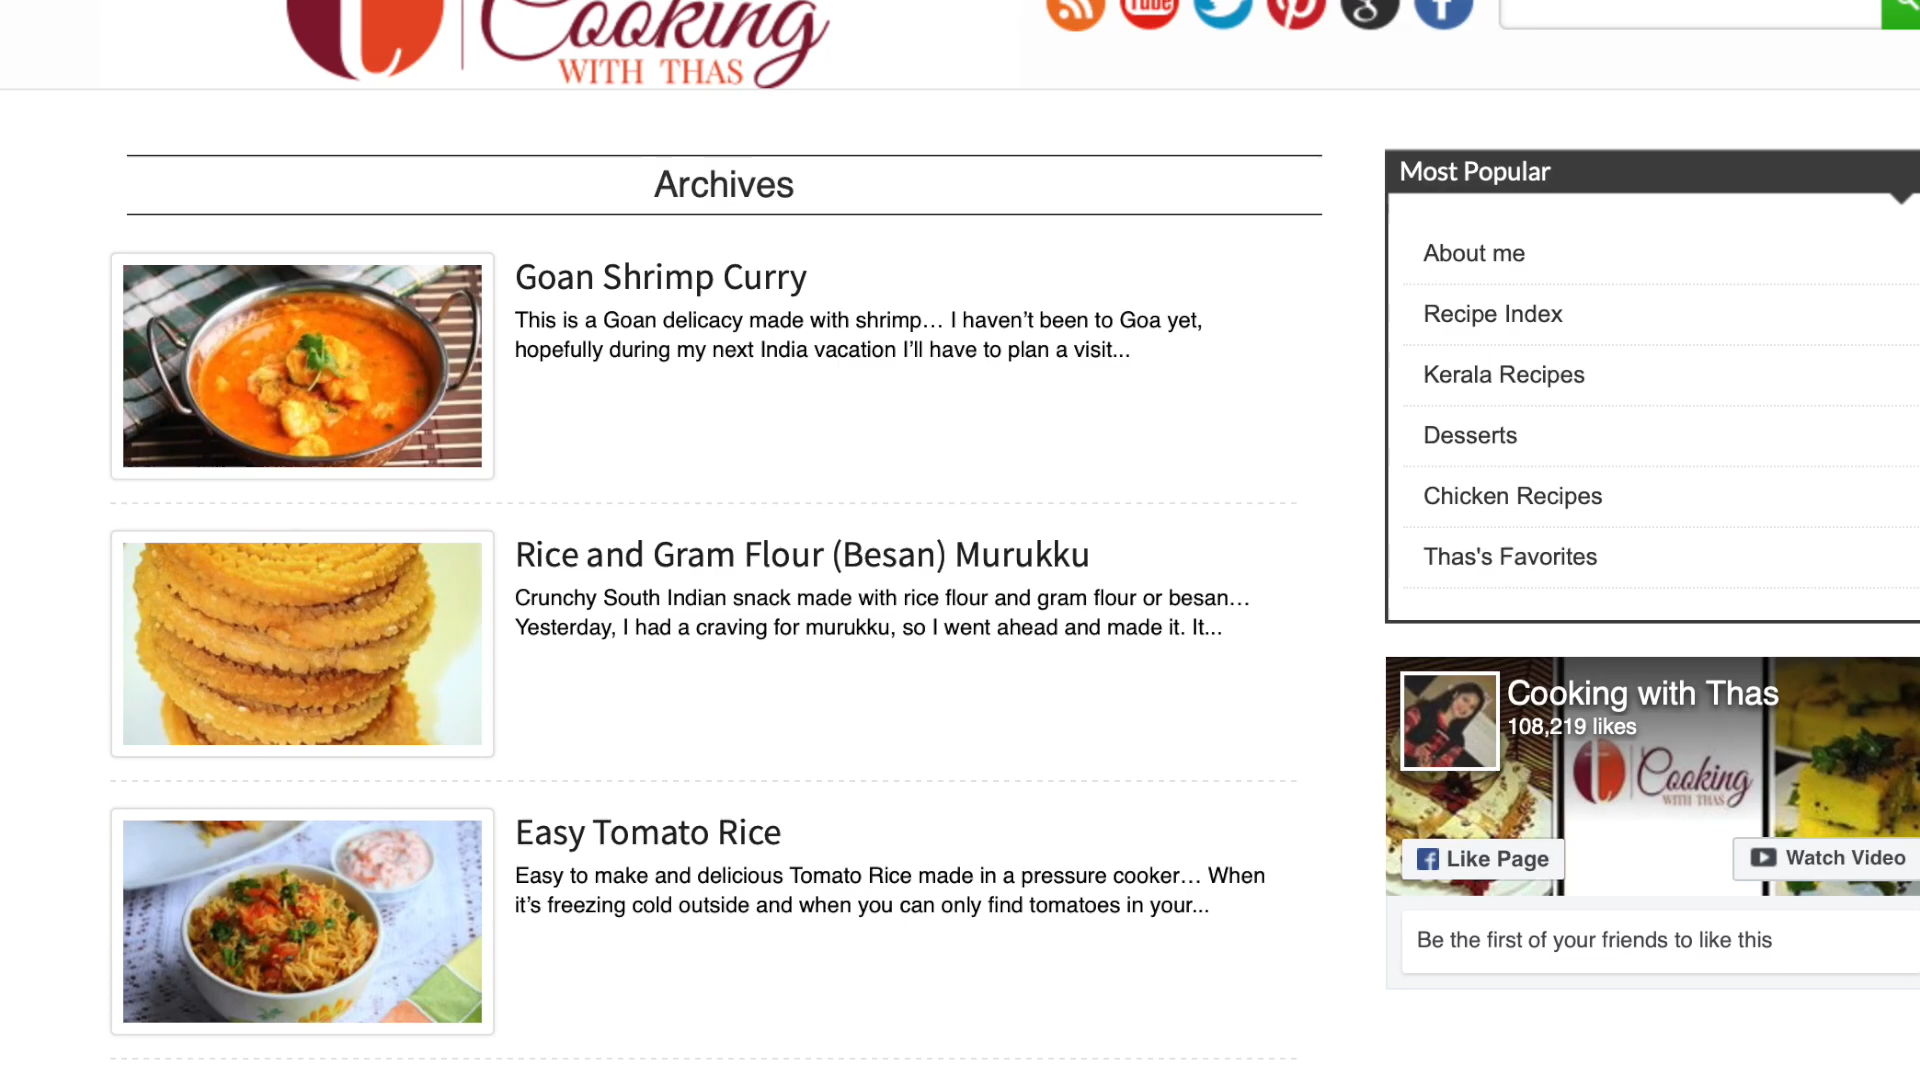 Cooking
WITH THAS
You
Tube
Archives
Goan Shrimp Curry
This is a Goan delicacy made with shrimp… I haven’t been to Goa yet,
hopefully during my next India vacation I’ll have to plan a visit...
Rice and Gram Flour (Besan) Murukku
Crunchy South Indian snack made with rice flour and gram flour or besan…
Yesterday, I had a craving for murukku, so I went ahead and made it. It...
Easy Tomato Rice
Easy to make and delicious Tomato Rice made in a pressure cooker… When
it’s freezing cold outside and when you can only find tomatoes in your...
Most Popular
About me
Recipe Index
Kerala Recipes
Desserts
Chicken Recipes
Thas's Favorites
Cooking with Thas
108,219 likes
Cooking
WITH THAS
Like Page
Watch Video
Be the first of your friends to like this